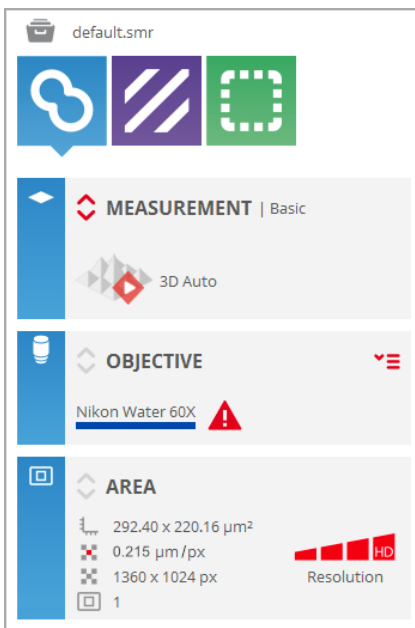 default.smr
MEASUREMENT | Basic
3D Auto
OBJECTIVE
Nikon Water 60X
AREA
292.40 x 220.16 µm²
0.215 µm/px
HD
1360 x 1024 px
Resolution
1